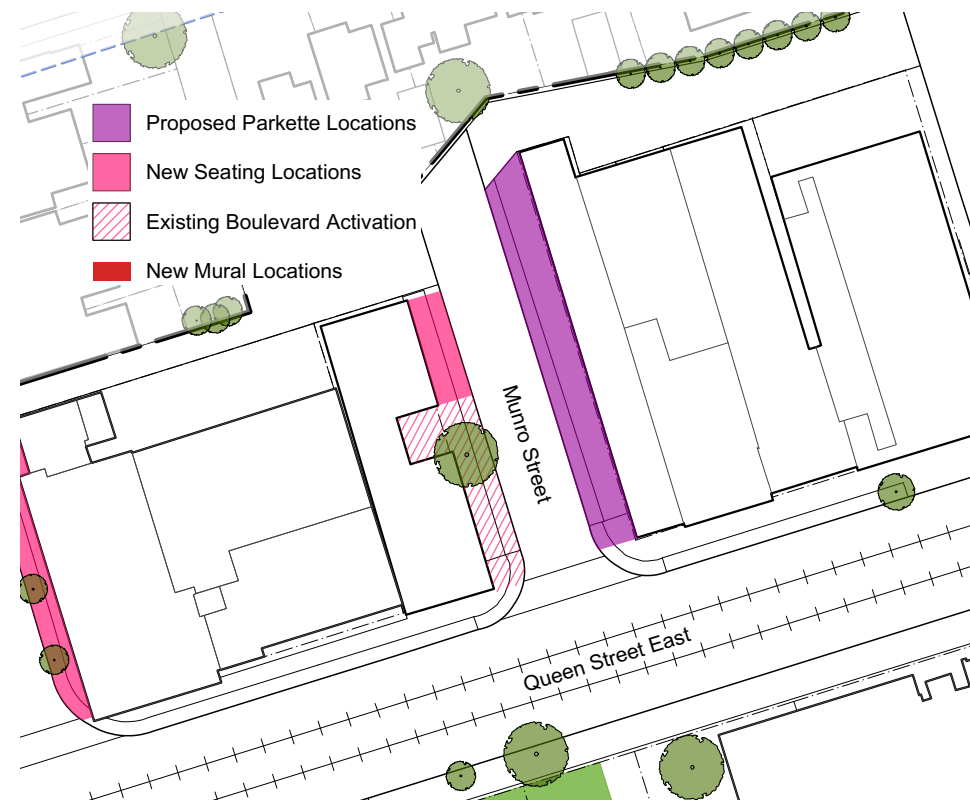 Proposed Parkette Locations
New Seating Locations
Existing Boulevard Activation
New Mural Locations
Munro Street
Queen Street East